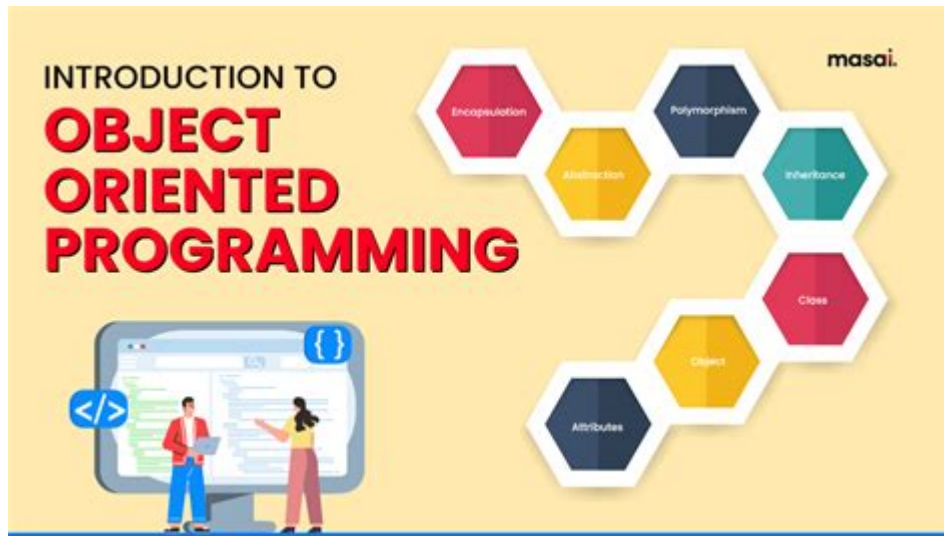 INTRODUCTION TO
OBJECT
ORIENTED
PROGRAMMING
masai.
Encapsulation
Abstraction
Polymorphism
Inheritance
Class
Object
Attributes
</>
{ }